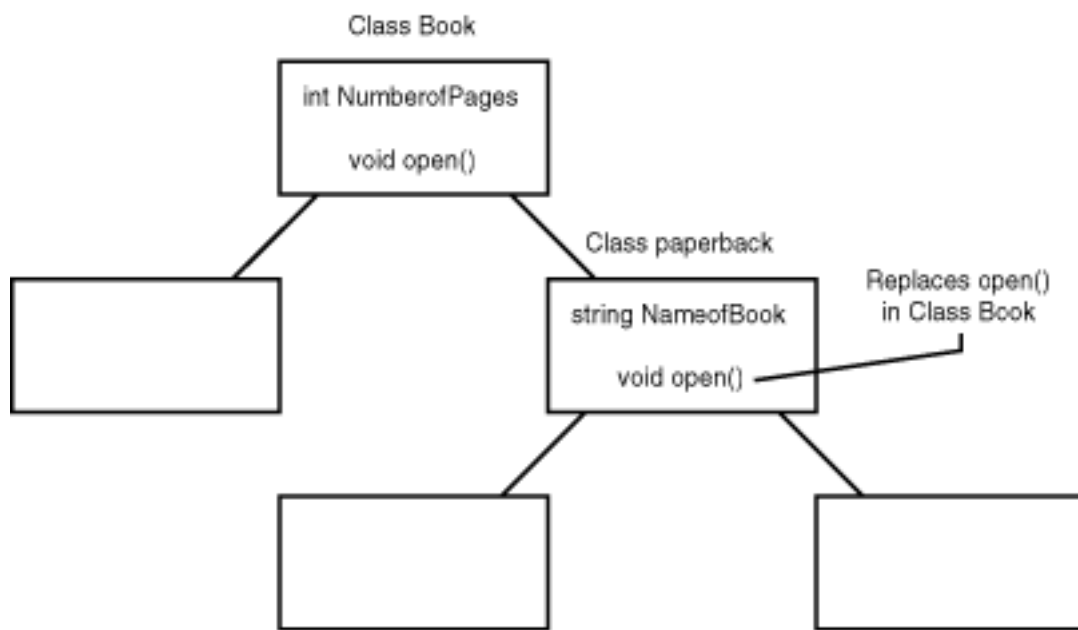 Class Book
int NumberofPages
void open()
Class paperback
string NameofBook
void open()
Replaces open()
in Class Book